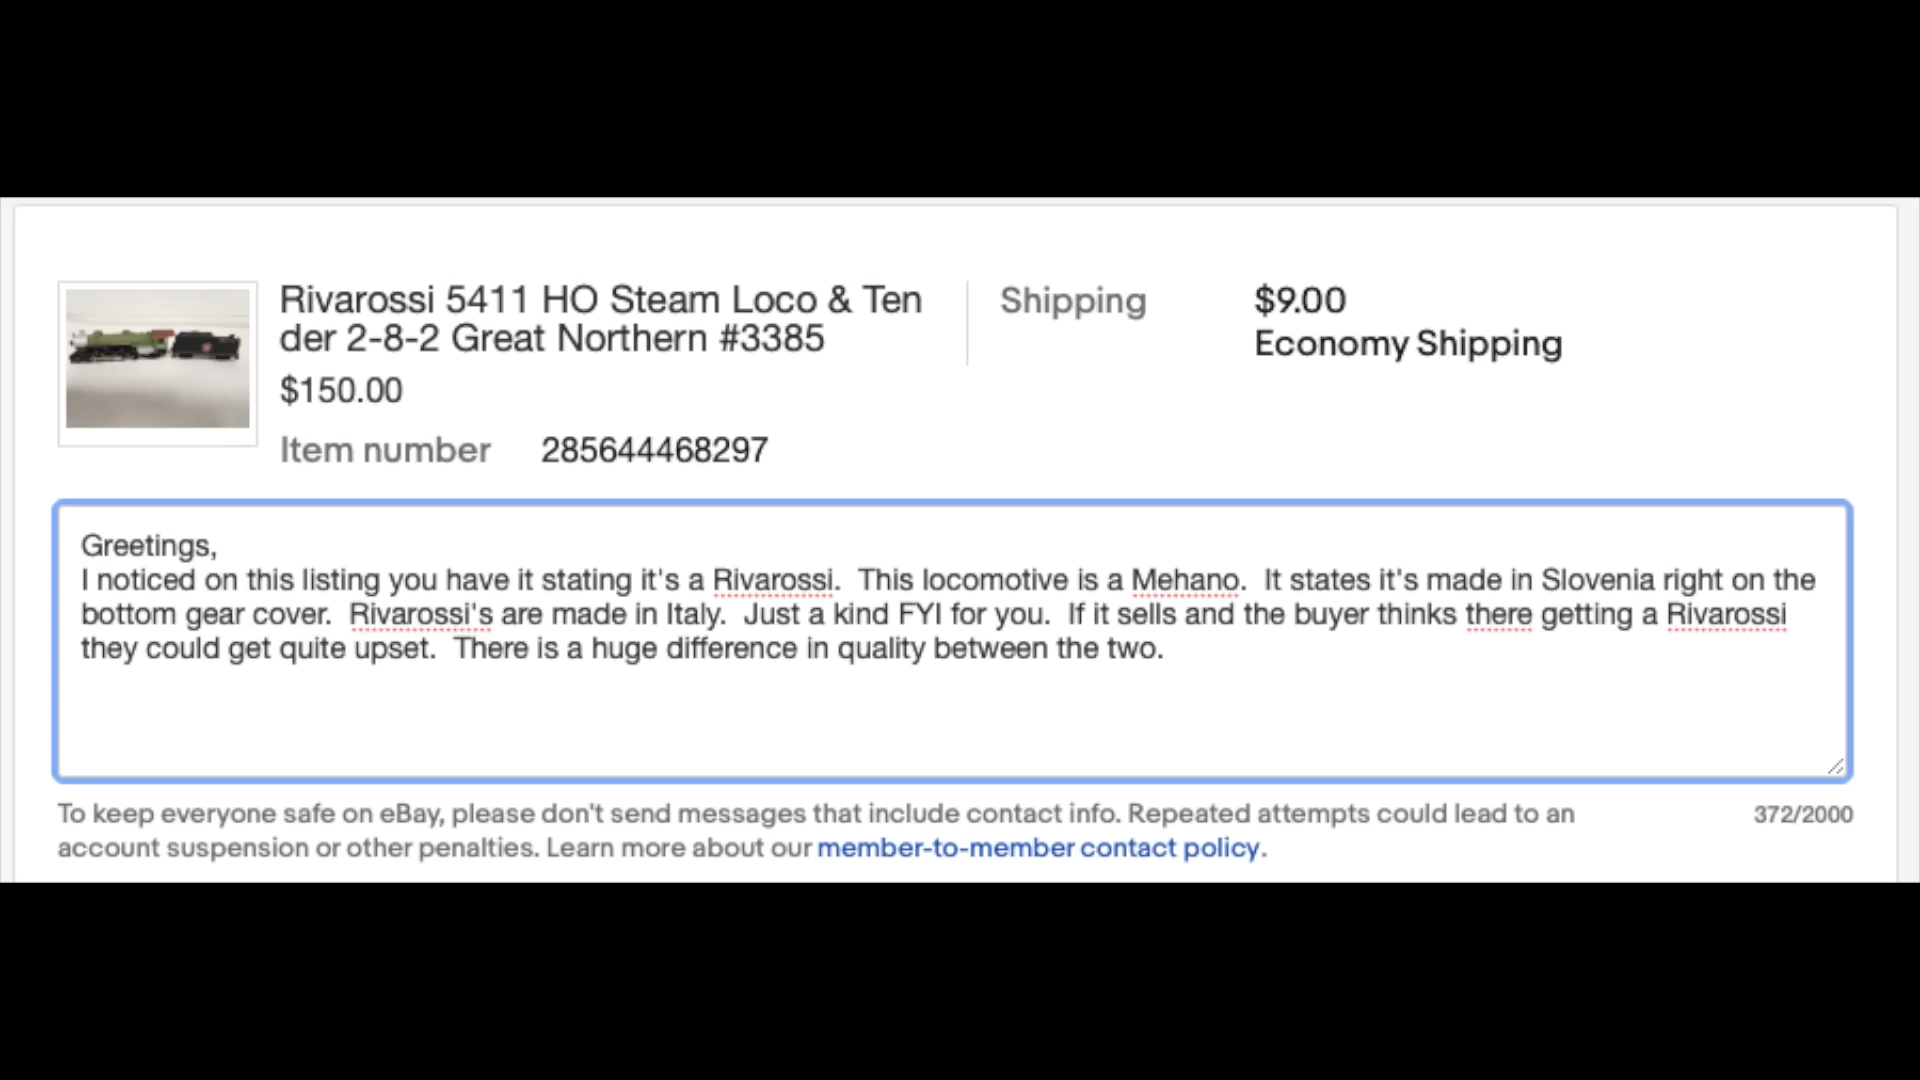 Rivarossi 5411 HO Steam Loco & Ten
der 2-8-2 Great Northern #3385
$150.00
Item number 285644468297
Shipping $9.00
Economy Shipping
Greetings,
I noticed on this listing you have it stating it's a Rivarossi.  This locomotive is a Mehano.  It states it's made in Slovenia right on the
bottom gear cover.  Rivarossi's are made in Italy.  Just a kind FYI for you.  If it sells and the buyer thinks there getting a Rivarossi
they could get quite upset.  There is a huge difference in quality between the two.
To keep everyone safe on eBay, please don't send messages that include contact info. Repeated attempts could lead to an
account suspension or other penalties. Learn more about our member-to-member contact policy.
372/2000